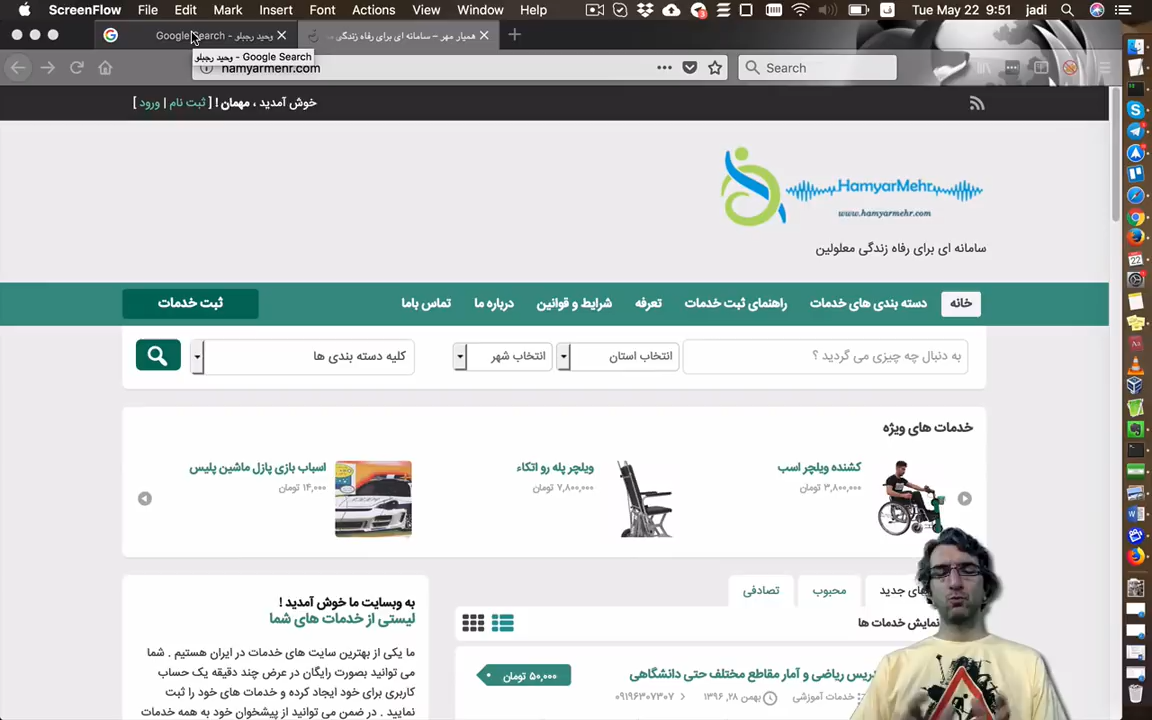 ScreenFlow File Edit Mark Insert Font Actions View Window Help
Tue May 22 9:51 jadi
وحید رجبلو - Google Search
همیار مهر – سامانه ای برای رفاه زندگی
وحید رجبلو - Google Search
hamyarmehr.com
Search
خوش آمدید ، مهمان ! [ ثبت نام | ورود ]
HamyarMehr
www.hamyarmehr.com
سامانه ای برای رفاه زندگی معلولین
خانه دسته بندی های خدمات راهنمای ثبت خدمات تعرفه شرایط و قوانین درباره ما تماس باما ثبت خدمات
به دنبال چه چیزی می گردید ؟ انتخاب استان انتخاب شهر کلیه دسته بندی ها
خدمات های ویژه
کشنده ویلچر اسب
۳,۸۰۰,۰۰۰ تومان
ویلچر پله رو اتکاء
۷,۸۰۰,۰۰۰ تومان
اسباب بازی پازل ماشین پلیس
۱۴,۰۰۰ تومان
های جدید محبوب تصادفی
نمایش خدمات ها
تدریس ریاضی و آمار مقاطع مختلف حتی دانشگاهی
۵۰,۰۰۰ تومان
خدمات آموزشی بهمن ۲۸, ۱۳۹۶ 09196307307
به وبسایت ما خوش آمدید !
لیستی از خدمات های شما
ما یکی از بهترین سایت های خدمات در ایران هستیم . شما
می توانید بصورت رایگان در عرض چند دقیقه یک حساب
کاربری برای خود ایجاد کرده و خدمات های خود را ثبت
نمایید . در ضمن می توانید از پیشخوان خود به همه خدمات